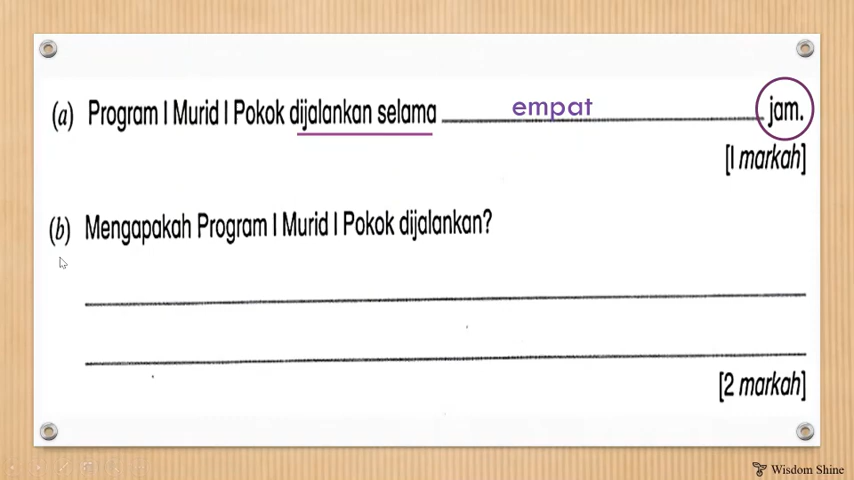 (a) Program 1 Murid 1 Pokok dijalankan selama empat jam.
[1 markah]
(b) Mengapakah Program 1 Murid 1 Pokok dijalankan?
[2 markah]
Wisdom Shine